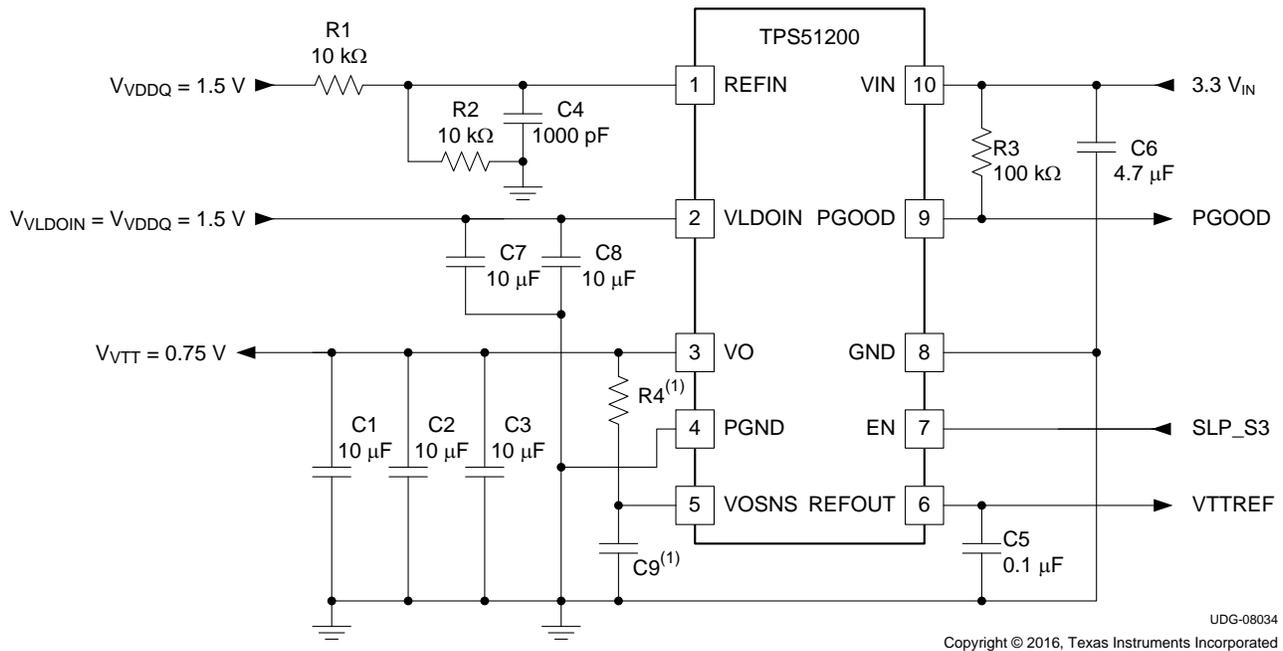 TPS51200
R1
10 kΩ
V_VDDQ = 1.5 V
1
REFIN
VIN
10
3.3 V_IN
R2
10 kΩ
C4
1000 pF
R3
100 kΩ
C6
4.7 µF
V_VLDOIN = V_VDDQ = 1.5 V
2
VLDOIN
PGOOD
9
PGOOD
C7
10 µF
C8
10 µF
V_VTT = 0.75 V
3
VO
GND
8
R4(1)
C1
10 µF
C2
10 µF
C3
10 µF
4
PGND
EN
7
SLP_S3
5
VOSNS
REFOUT
6
VTTREF
C9(1)
C5
0.1 µF
UDG-08034
Copyright © 2016, Texas Instruments Incorporated